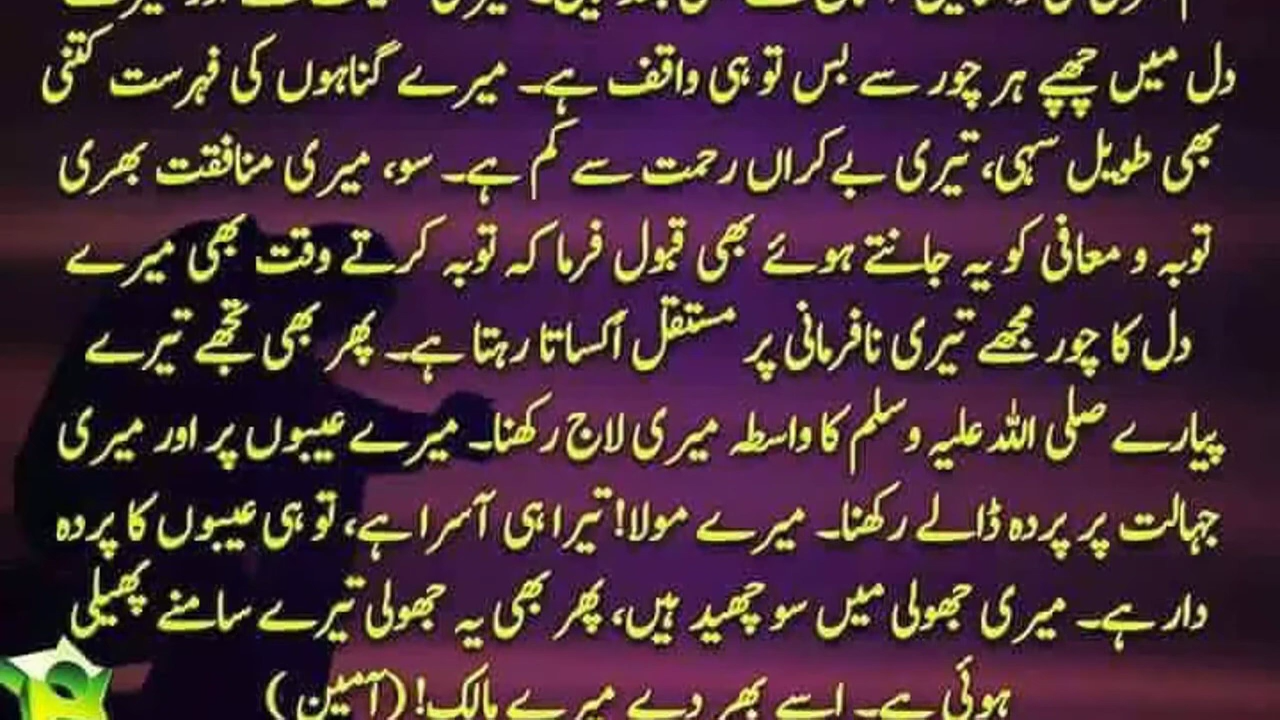 دل میں چھپے ہر چور سے بس تو ہی واقف ہے۔ میرے گناہوں کی فہرست کتنی
بھی طویل سہی، تیری بے کراں رحمت سے کم ہے۔ سو، میری منافقت بھری
توبہ و معافی کو یہ جانتے ہوئے بھی قبول فرما کہ توبہ کرتے وقت بھی میرے
دل کا چور مجھے تیری نافرمانی پر مستقل اُکساتا رہتا ہے۔ پھر بھی تجھے تیرے
پیارے صلی اللہ علیہ وسلم کا واسطہ میری لاج رکھنا۔ میرے عیبوں پر اور میری
جہالت پر پردہ ڈالے رکھنا۔ میرے مولا! تیرا ہی آسرا ہے، تو ہی عیبوں کا پردہ
دار ہے۔ میری جھولی میں سو چھید ہیں، پھر بھی یہ جھولی تیرے سامنے پھیلی
ہوئی ہے۔ اسے بھر دے میرے مالک! (آمین)